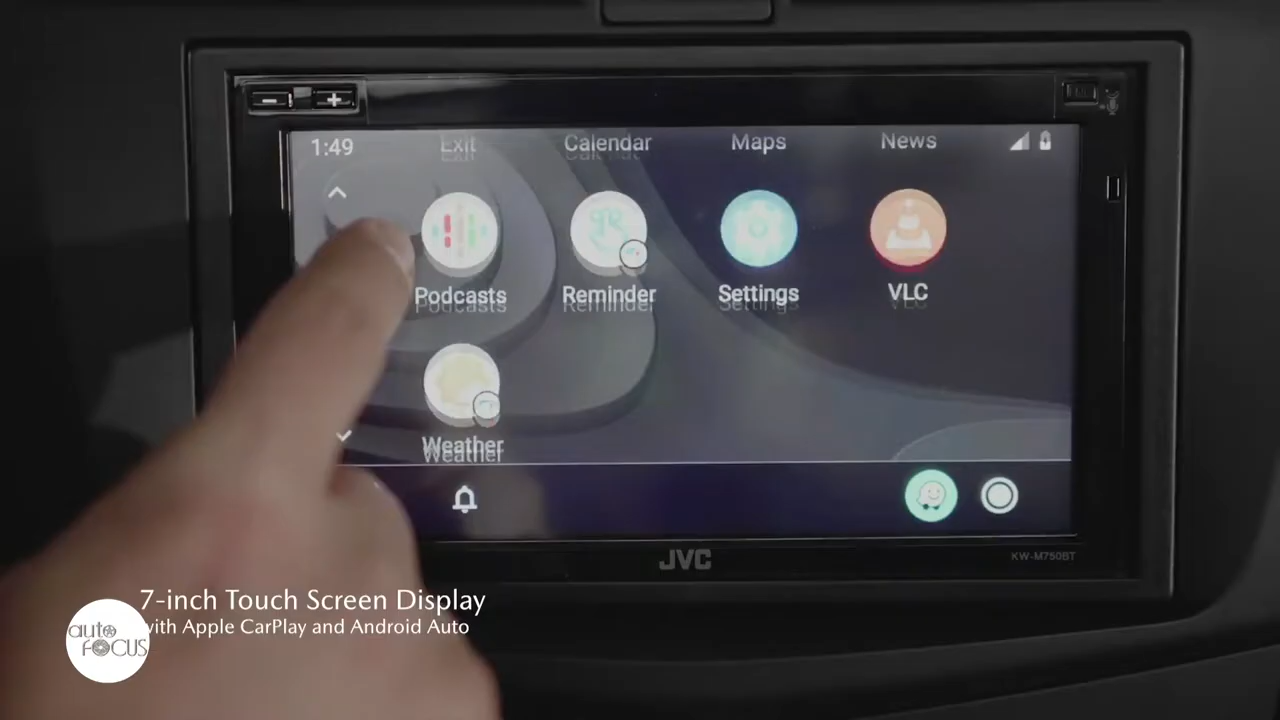 1:49
Exit
Calendar
Maps
News
Podcasts
Reminder
Settings
VLC
Weather
JVC
KW-M750BT
7-inch Touch Screen Display
with Apple CarPlay and Android Auto
auto
FOCUS